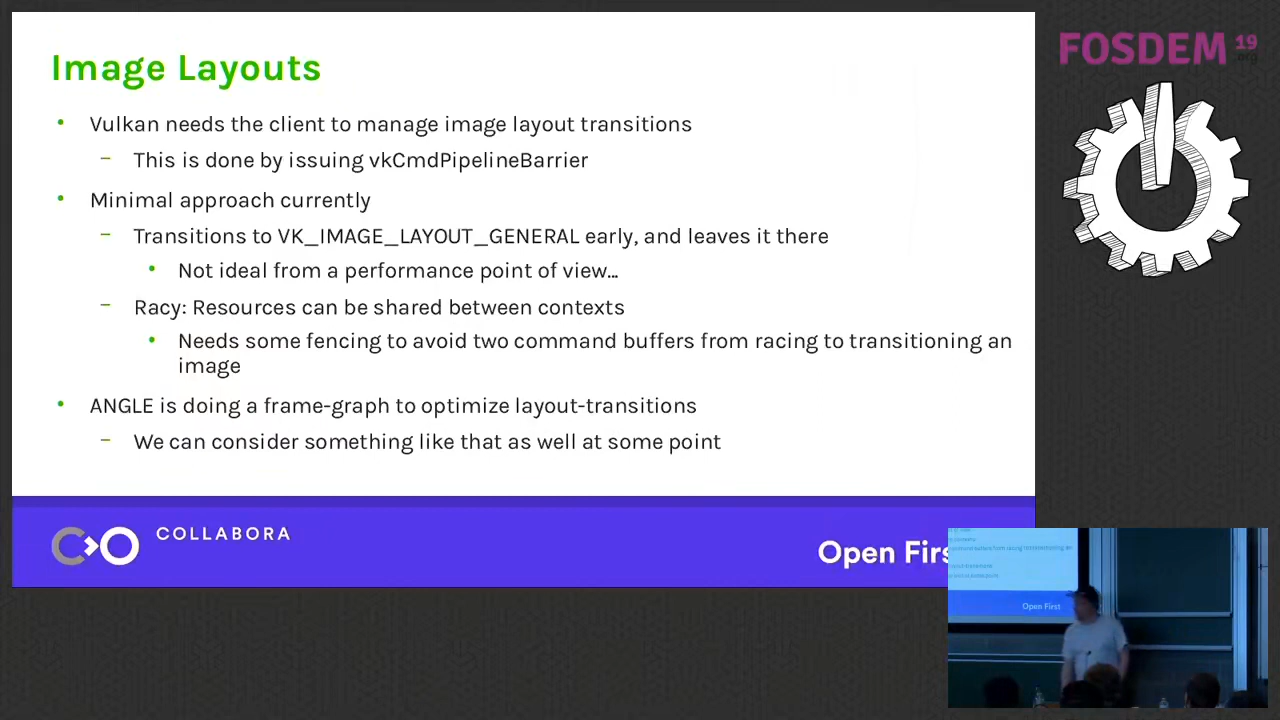 Image Layouts
• Vulkan needs the client to manage image layout transitions
– This is done by issuing vkCmdPipelineBarrier
• Minimal approach currently
– Transitions to VK_IMAGE_LAYOUT_GENERAL early, and leaves it there
• Not ideal from a performance point of view...
– Racy: Resources can be shared between contexts
• Needs some fencing to avoid two command buffers from racing to transitioning an
image
• ANGLE is doing a frame-graph to optimize layout-transitions
– We can consider something like that as well at some point
COLLABORA
Open Firs
FOSDEM 19
.org
Open First